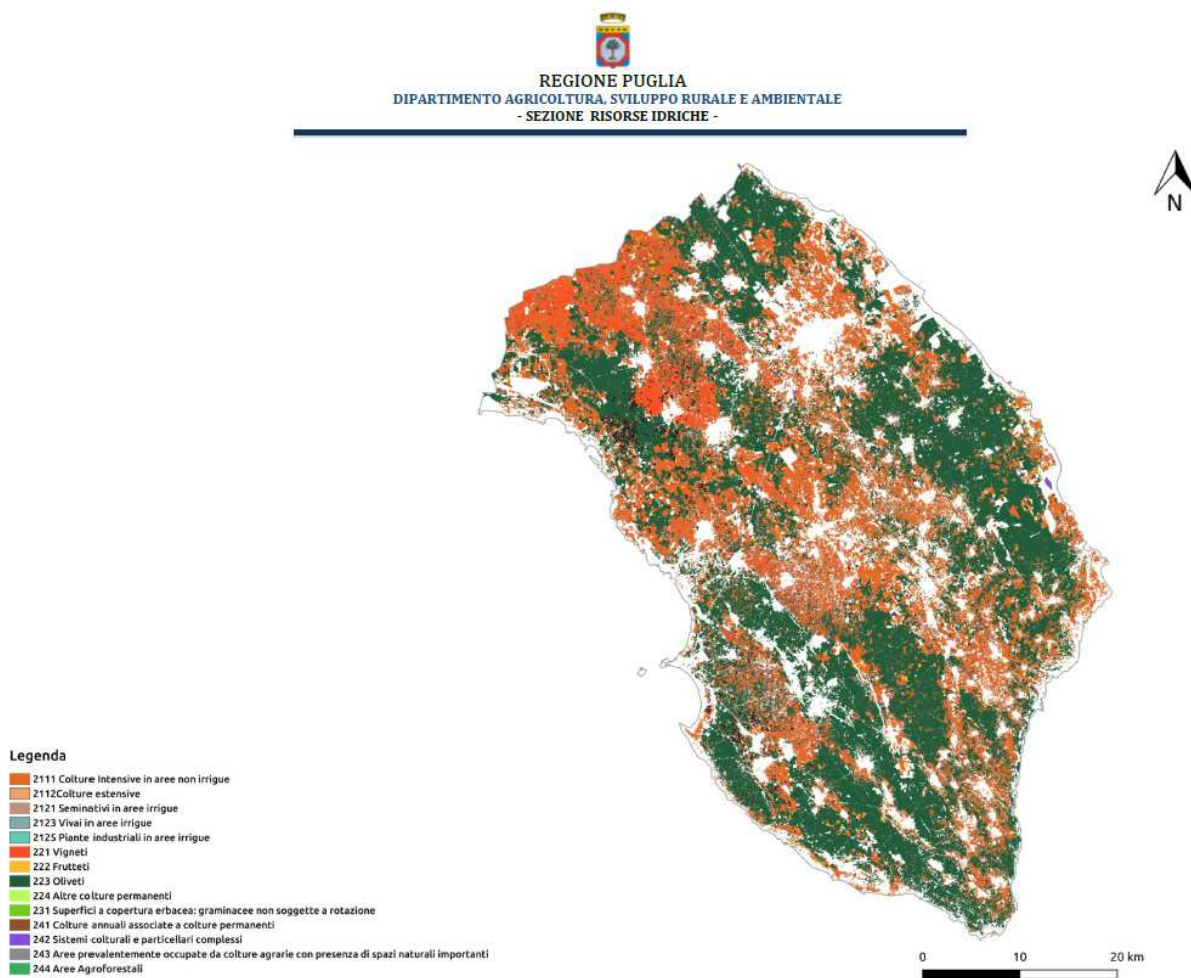 REGIONE PUGLIA
DIPARTIMENTO AGRICOLTURA, SVILUPPO RURALE E AMBIENTALE
- SEZIONE RISORSE IDRICHE -
N
Legenda
2111 Colture Intensive in aree non irrigue
2112Colture estensive
2121 Seminativi in aree irrigue
2123 Vivai in aree irrigue
2125 Piante industriali in aree irrigue
221 Vigneti
222 Frutteti
223 Oliveti
224 Altre colture permanenti
231 Superfici a copertura erbacea: graminacee non soggette a rotazione
241 Colture annuali associate a colture permanenti
242 Sistemi colturali e particellari complessi
243 Aree prevalentemente occupate da colture agrarie con presenza di spazi naturali importanti
244 Aree Agroforestali
0 10 20 km